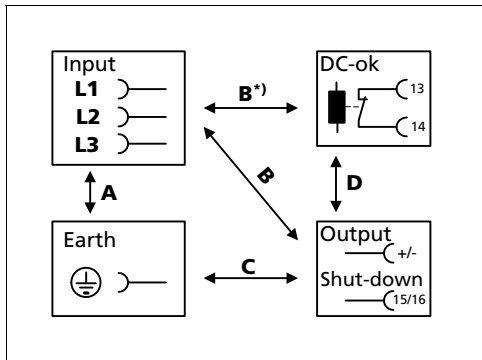 Input
L1
L2
L3
B*)
DC-ok
13
14
A
B
D
Earth
C
Output
+/-
Shut-down
15/16